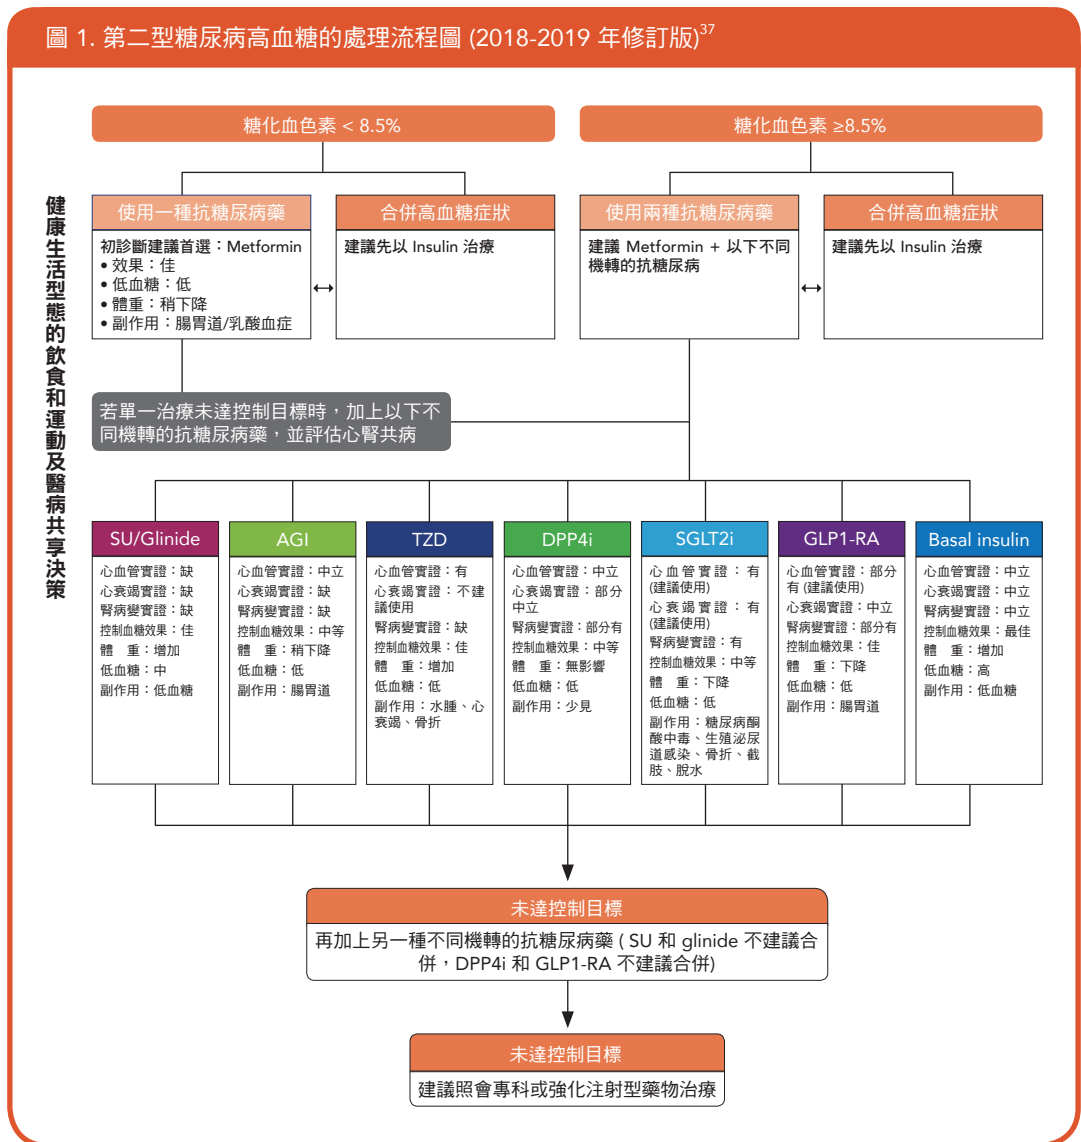 圖 1. 第二型糖尿病高血糖的處理流程圖 (2018-2019 年修訂版)37
健康生活型態的飲食和運動及醫病共享決策
糖化血色素 < 8.5%
糖化血色素 ≥8.5%
使用一種抗糖尿病藥
初診斷建議首選：Metformin
• 效果：佳
• 低血糖：低
• 體重：稍下降
• 副作用：腸胃道/乳酸血症
合併高血糖症狀
建議先以 Insulin 治療
使用兩種抗糖尿病藥
建議 Metformin + 以下不同
機轉的抗糖尿病
合併高血糖症狀
建議先以 Insulin 治療
若單一治療未達控制目標時，加上以下不
同機轉的抗糖尿病藥，並評估心腎共病
SU/Glinide
心血管實證：缺
心衰竭實證：缺
腎病變實證：缺
控制血糖效果：佳
體　重：增加
低血糖：中
副作用：低血糖
AGI
心血管實證：中立
心衰竭實證：缺
腎病變實證：缺
控制血糖效果：中等
體　重：稍下降
低血糖：低
副作用：腸胃道
TZD
心血管實證：有
心衰竭實證：不建
議使用
腎病變實證：缺
控制血糖效果：佳
體　重：增加
低血糖：低
副作用：水腫、心
衰竭、骨折
DPP4i
心血管實證：中立
心衰竭實證：部分
中立
腎病變實證：部分有
控制血糖效果：中等
體　重：無影響
低血糖：低
副作用：少見
SGLT2i
心血管實證：有
(建議使用)
心衰竭實證：有
(建議使用)
腎病變實證：有
控制血糖效果：中等
體　重：下降
低血糖：低
副作用：糖尿病酮
酸中毒、生殖泌尿
道感染、骨折、截
肢、脫水
GLP1-RA
心血管實證：部分
有 (建議使用)
心衰竭實證：中立
腎病變實證：部分有
控制血糖效果：佳
體　重：下降
低血糖：低
副作用：腸胃道
Basal insulin
心血管實證：中立
心衰竭實證：中立
腎病變實證：中立
控制血糖效果：最佳
體　重：增加
低血糖：高
副作用：低血糖
未達控制目標
再加上另一種不同機轉的抗糖尿病藥 ( SU 和 glinide 不建議合
併，DPP4i 和 GLP1-RA 不建議合併)
未達控制目標
建議照會專科或強化注射型藥物治療